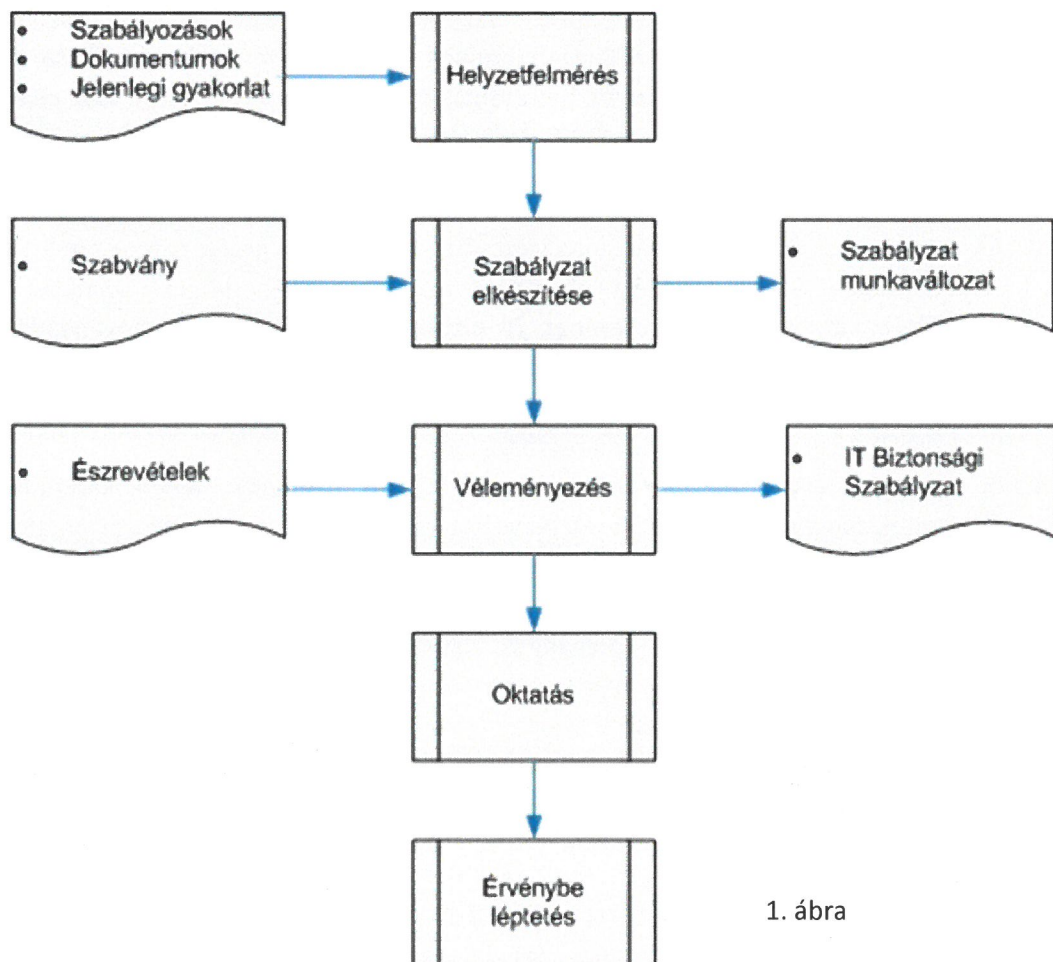 Szabályozások
Dokumentumok
Jelenlegi gyakorlat
Helyzetfelmérés
Szabvány
Szabályzat
elkészítése
Szabályzat
munkaváltozat
Észrevételek
Véleményezés
IT Biztonsági
Szabályzat
Oktatás
Érvénybe
léptetés
1. ábra